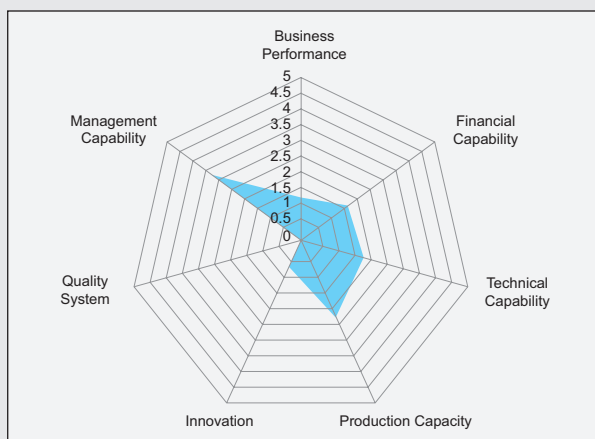 Business
Performance
5
4.5
4
3.5
3
2.5
2
1.5
1
0.5
0
Financial
Capability
Technical
Capability
Production Capacity
Innovation
Quality
System
Management
Capability